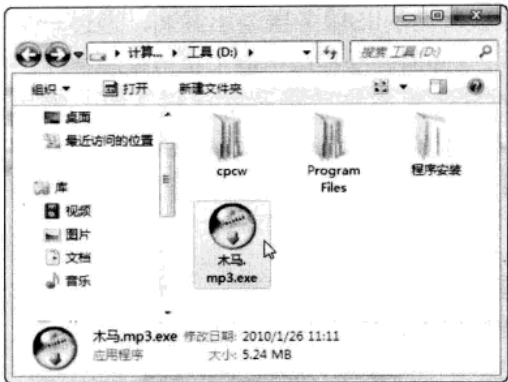 计算... ▸ 工具 (D:) ▸
搜索 工具 (D:)
组织
打开
新建文件夹
桌面
最近访问的位置
库
视频
图片
文档
音乐
cpcw
Program
Files
程序安装
木马.
mp3.exe
木马.mp3.exe 修改日期: 2010/1/26 11:11
应用程序 大小: 5.24 MB